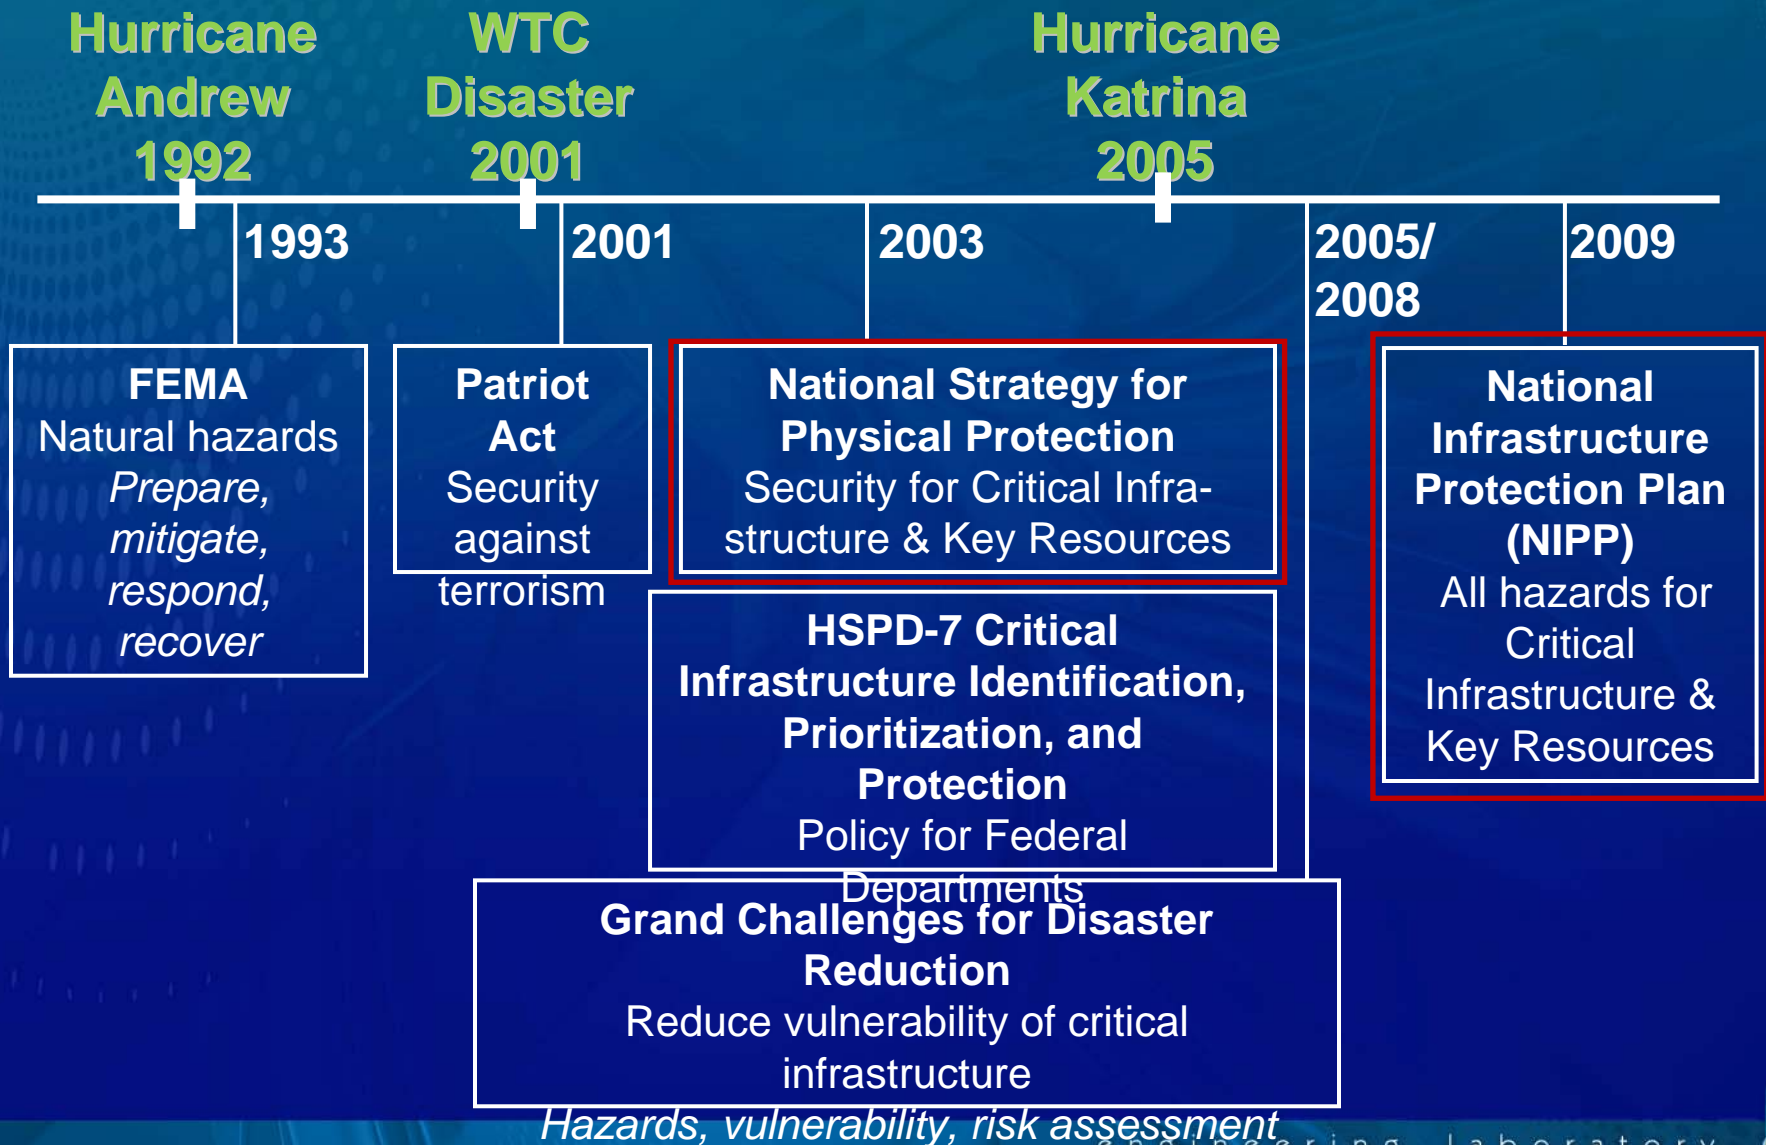 Hurricane
Andrew
1992
WTC
Disaster
2001
Hurricane
Katrina
2005
1993
2001
2003
2005/
2008
2009
FEMA
Natural hazards
Prepare,
mitigate,
respond,
recover
Patriot
Act
Security
against
terrorism
National Strategy for
Physical Protection
Security for Critical Infra-
structure & Key Resources
HSPD-7 Critical
Infrastructure Identification,
Prioritization, and
Protection
Policy for Federal
Departments
Grand Challenges for Disaster
Reduction
Reduce vulnerability of critical
infrastructure
Hazards, vulnerability, risk assessment
National
Infrastructure
Protection Plan
(NIPP)
All hazards for
Critical
Infrastructure &
Key Resources
engineering laboratory